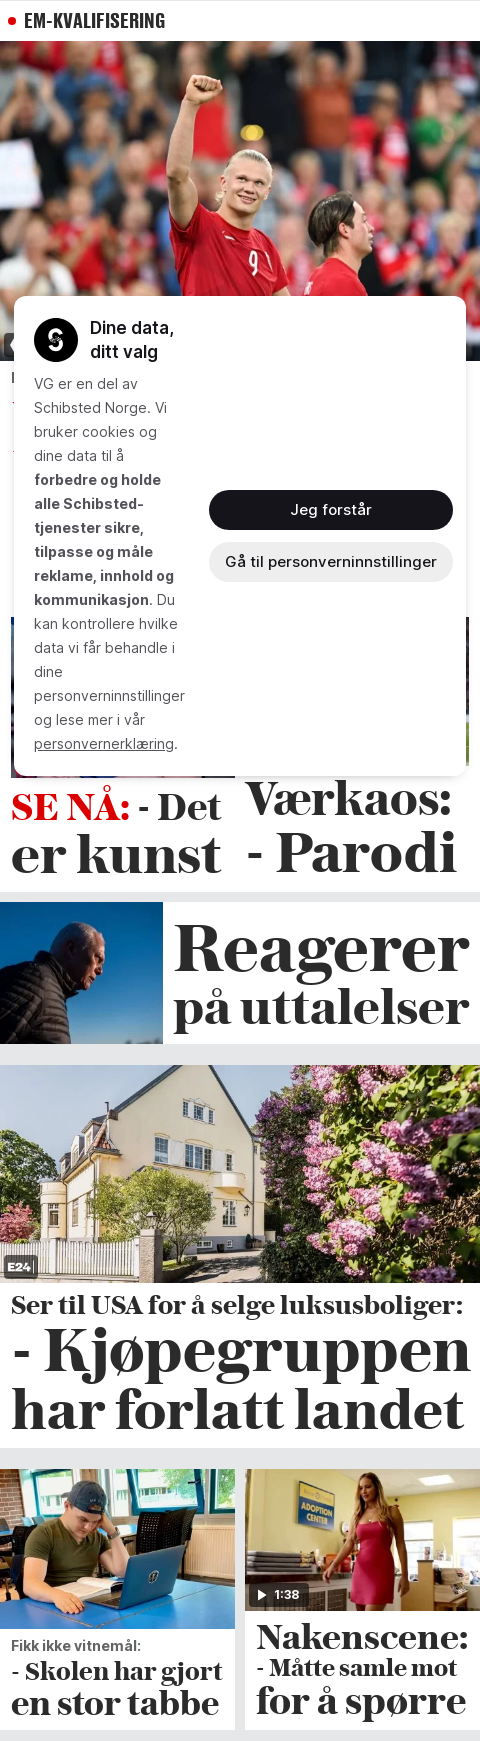 EM-KVALIFISERING
9
Dine data,
ditt valg
VG er en del av
Schibsted Norge. Vi
bruker cookies og
dine data til å
forbedre og holde
alle Schibsted-
tjenester sikre,
tilpasse og måle
reklame, innhold og
kommunikasjon. Du
kan kontrollere hvilke
data vi får behandle i
dine
personverninnstillinger
og lese mer i vår
personvernerklæring.
Jeg forstår
Gå til personverninnstillinger
SE NÅ: - Det
er kunst
Værkaos:
- Parodi
Reagerer
på uttalelser
E24
Ser til USA for å selge luksusboliger:
- Kjøpegruppen
har forlatt landet
Fikk ikke vitnemål:
- Skolen har gjort
en stor tabbe
ADOPTION
CENTER
1:38
Nakenscene:
- Måtte samle mot
for å spørre